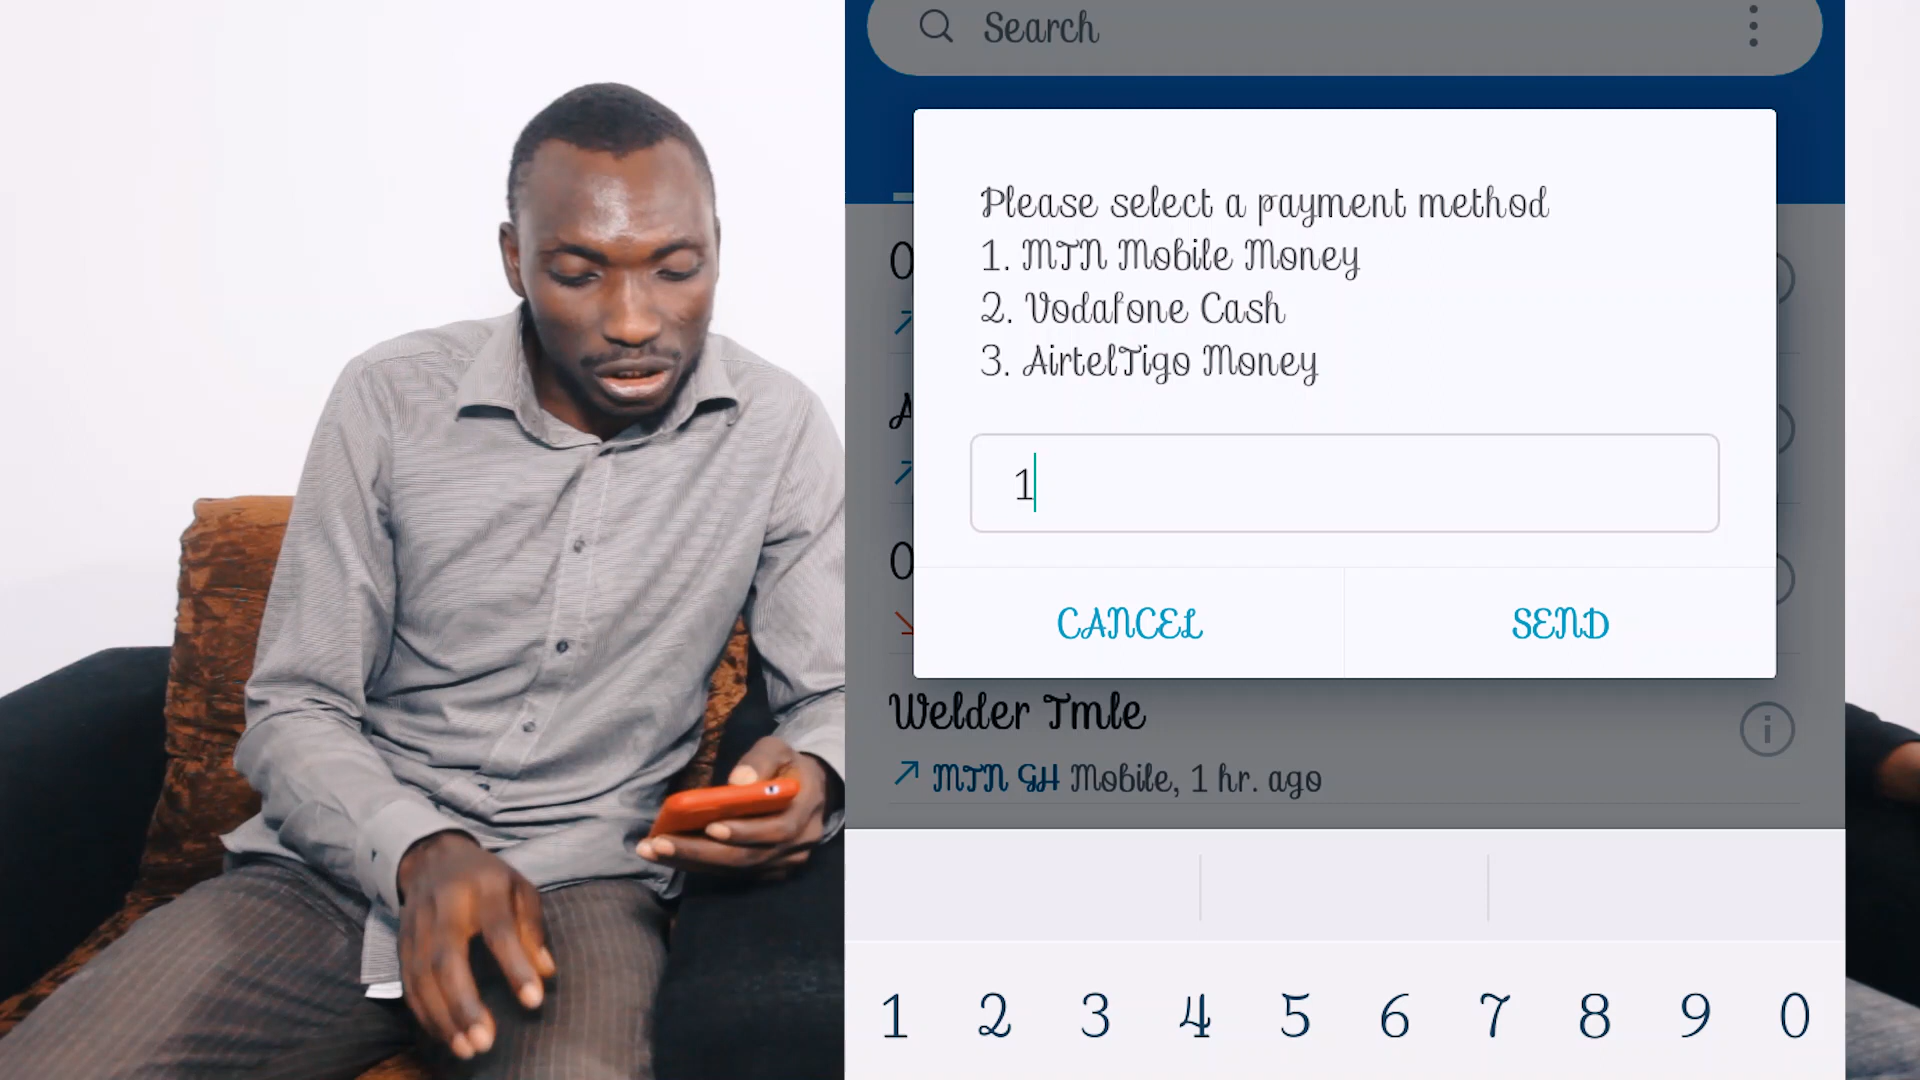 Search
Please select a payment method
1. MTN Mobile Money
2. Vodafone Cash
3. AirtelTigo Money
1
CANCEL
SEND
Welder Tmle
MTN GH Mobile, 1 hr. ago
1 2 3 4 5 6 7 8 9 0